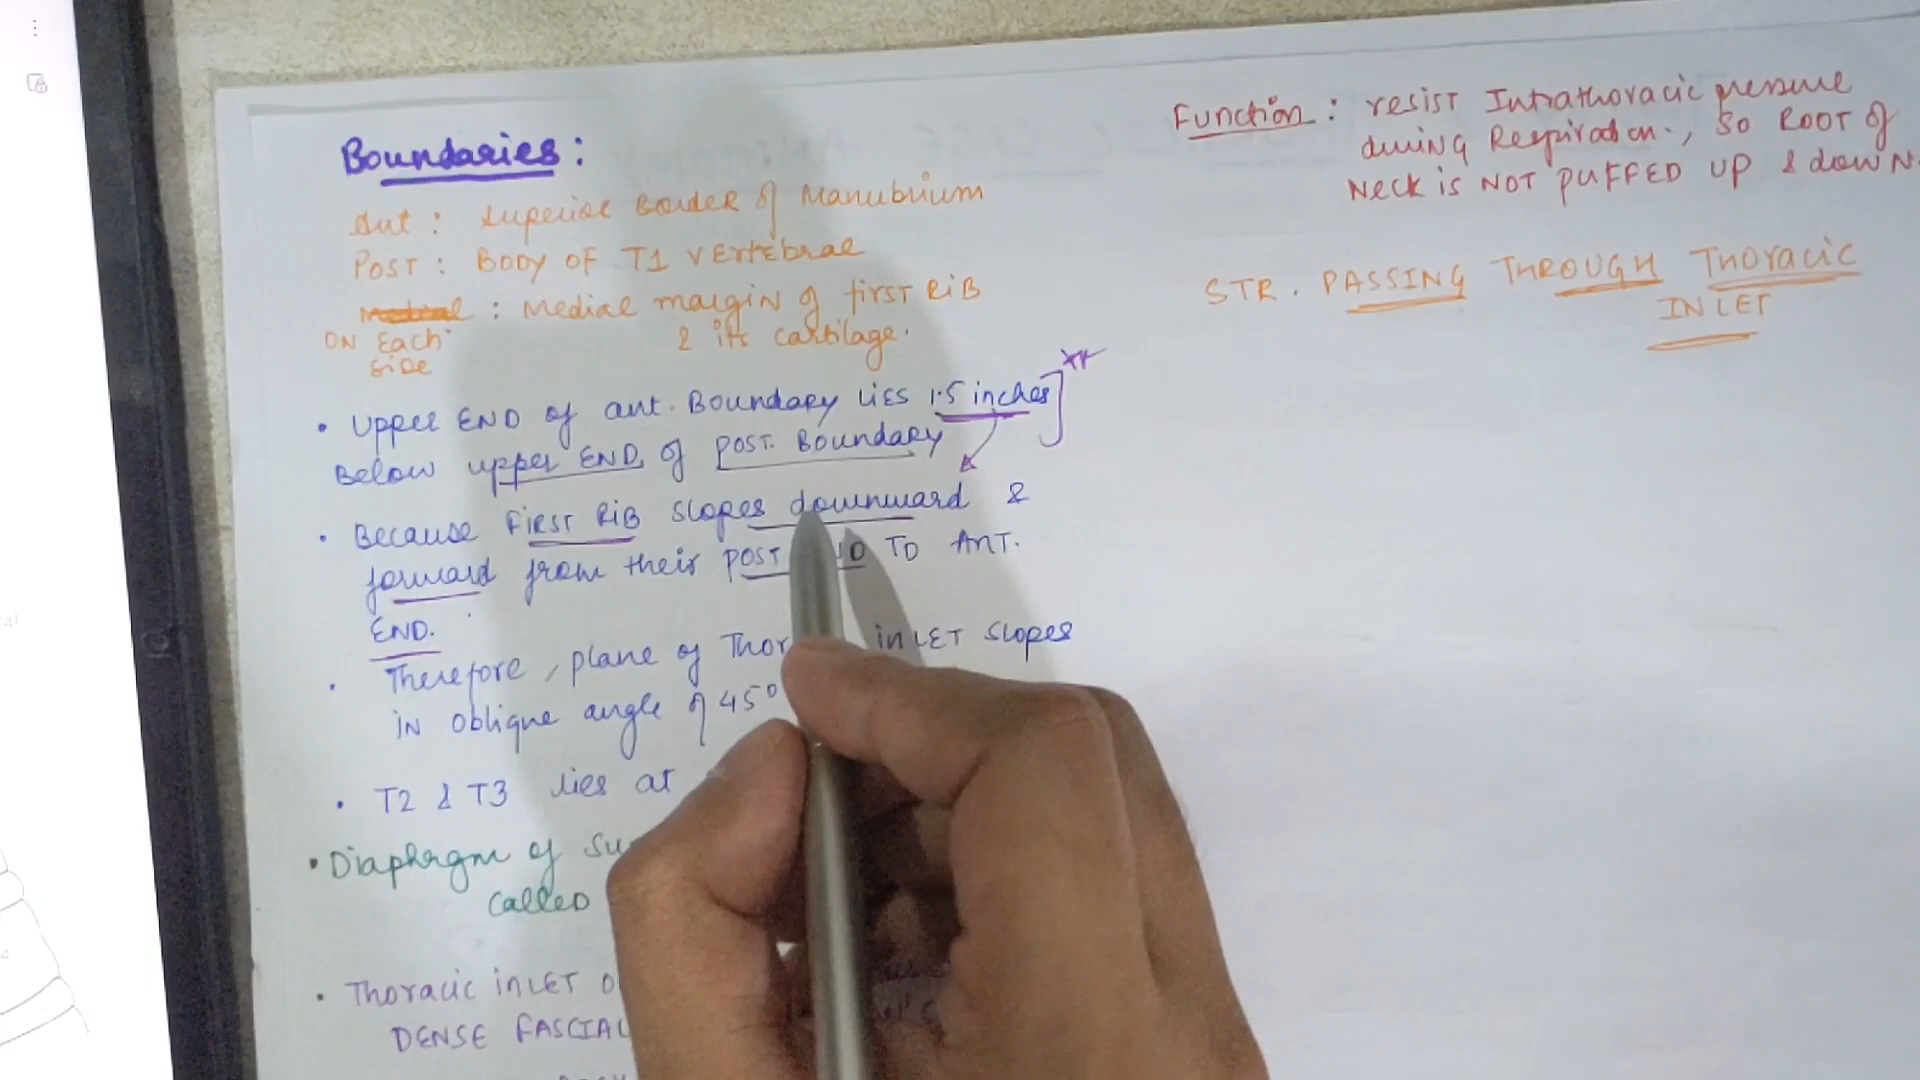 Boundaries:
Ant: Superior Border of Manubrium
POST: Body OF T1 vertebrae
: Medial margin of first RiB
ON Each side
& its cartilage.
• Upper END of ant. Boundary lies 1.5 inches
Below upper END of post. Boundary
• Because First RiB slopes downward &
forward from their post TO ANT.
END.
• Therefore, plane of inLET slopes
in oblique angle of 45°
• T2 & T3 lies at
• Diaphragm of
called
• Thoracic inLET
DENSE FASCIAL
Function: resist Intrathoracic pressure
during Respiration, so ROOT of
Neck is NOT PUFFED UP & down.
STR. PASSING THROUGH Thoracic
INLET